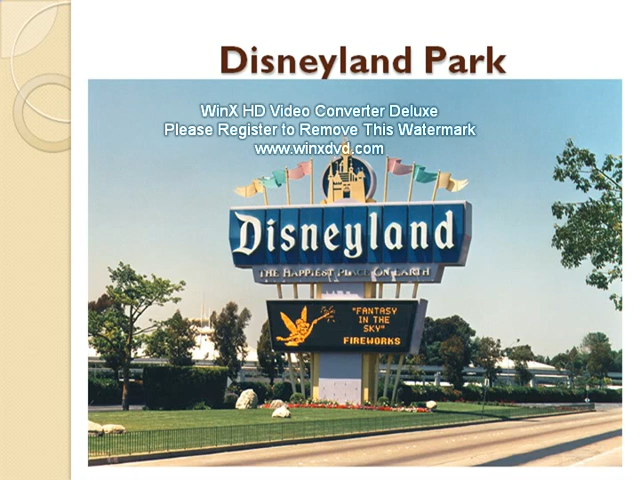 Disneyland Park
WinX HD Video Converter Deluxe
Please Register to Remove This Watermark
www.winxdvd.com
Disneyland
THE HAPPIEST PLACE ON EARTH
"FANTASY
IN THE
SKY"
FIREWORKS